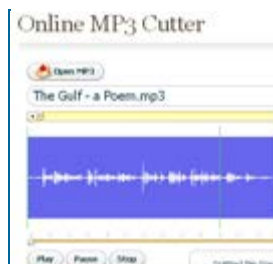 Online MP3 Cutter
Open MP3
The Gulf - a Poem.mp3
Play Pause Stop